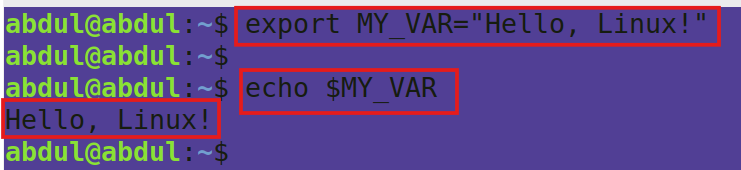 abdul@abdul:~$ export MY_VAR="Hello, Linux!"
abdul@abdul:~$
abdul@abdul:~$ echo $MY_VAR
Hello, Linux!
abdul@abdul:~$